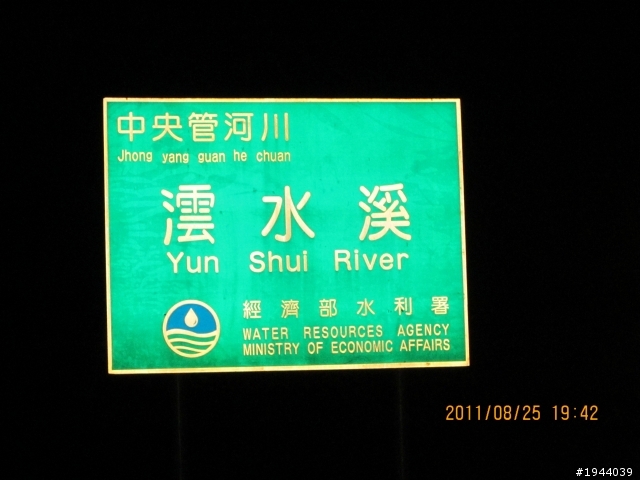 中央管河川
Jhong yang guan he chuan
澐水溪
Yun Shui River
經濟部水利署
WATER RESOURCES AGENCY
MINISTRY OF ECONOMIC AFFAIRS
2011/08/25 19:42
#1944039